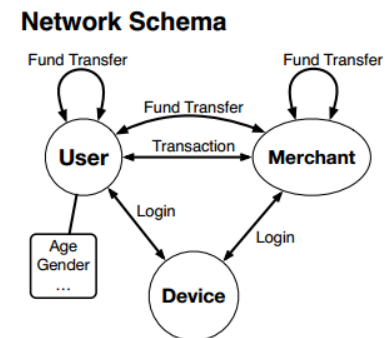 Network Schema
Fund Transfer
Fund Transfer
Fund Transfer
User
Transaction
Merchant
Login
Login
Age
Gender
...
Device